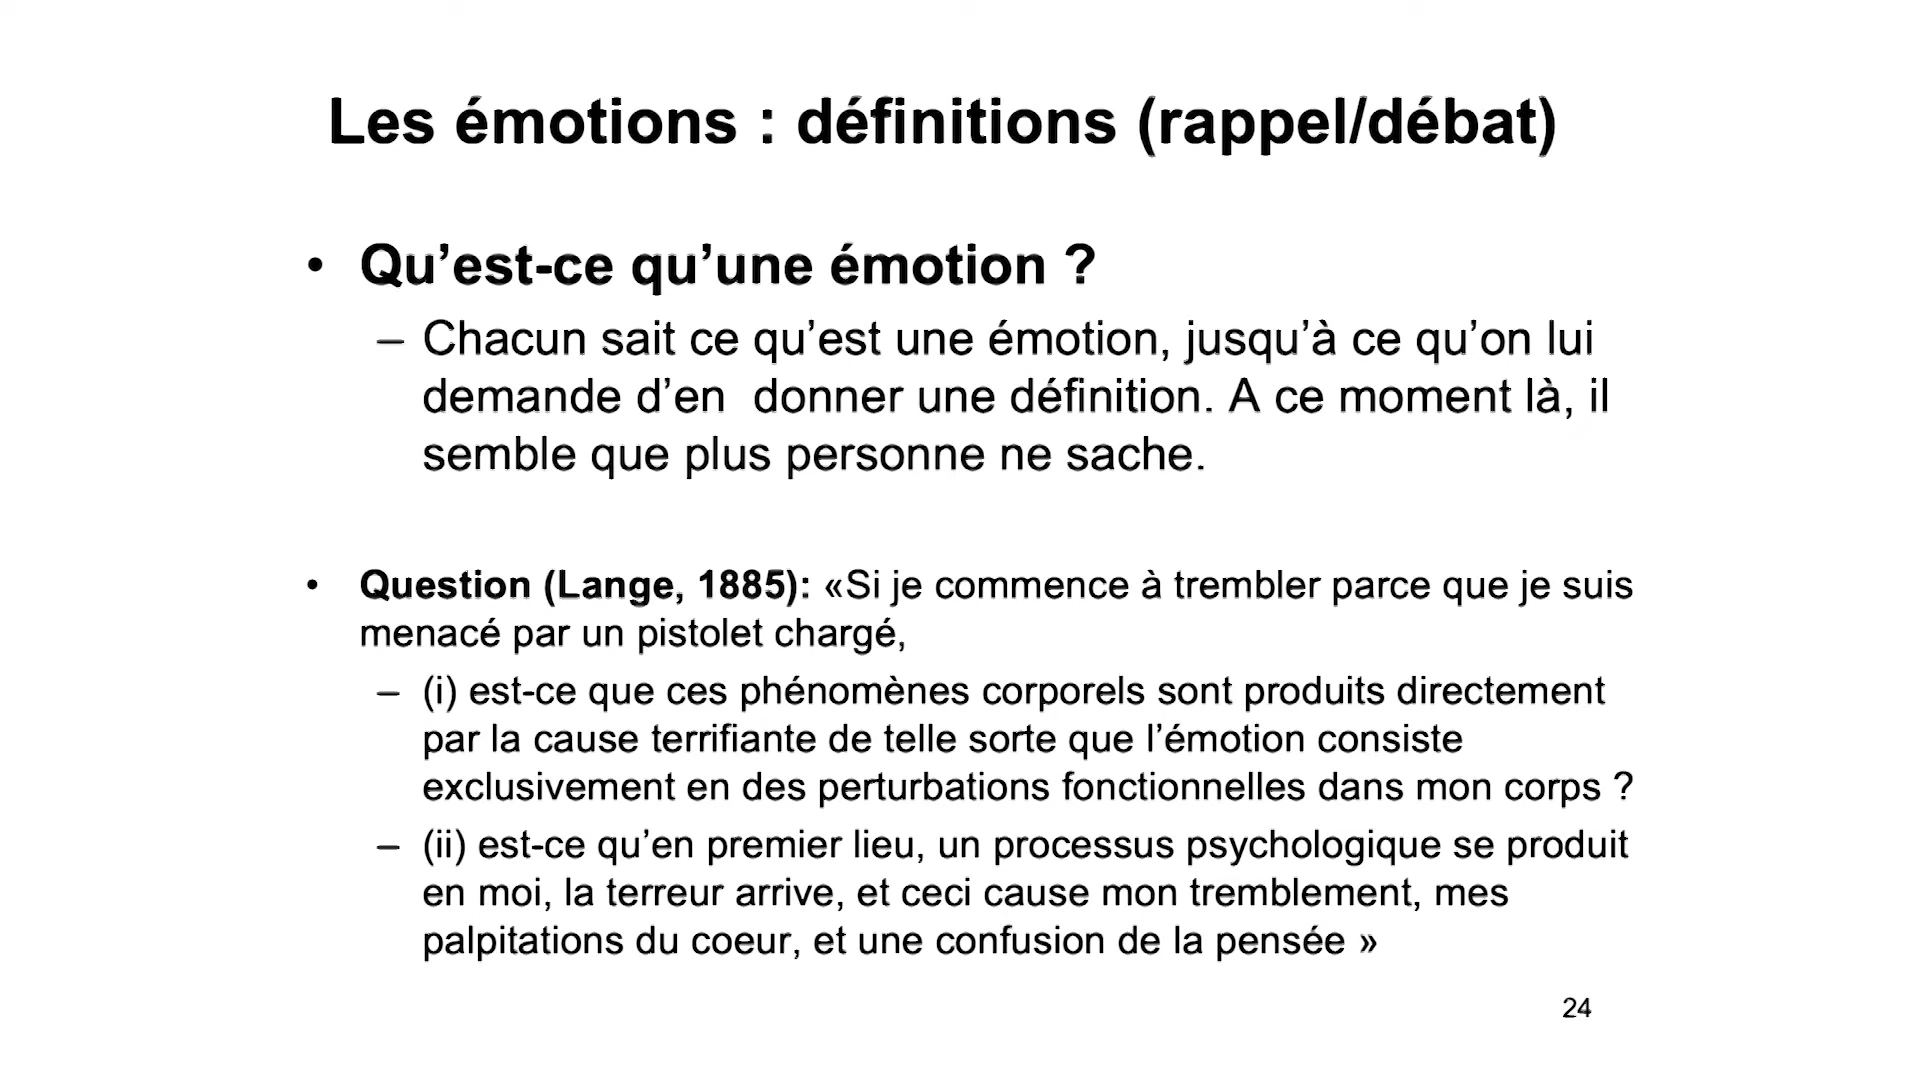 Les émotions : définitions (rappel/débat)
• Qu’est-ce qu’une émotion ?
– Chacun sait ce qu’est une émotion, jusqu’à ce qu’on lui
demande d’en  donner une définition. A ce moment là, il
semble que plus personne ne sache.
• Question (Lange, 1885): «Si je commence à trembler parce que je suis
menacé par un pistolet chargé,
– (i) est-ce que ces phénomènes corporels sont produits directement
par la cause terrifiante de telle sorte que l’émotion consiste
exclusivement en des perturbations fonctionnelles dans mon corps ?
– (ii) est-ce qu’en premier lieu, un processus psychologique se produit
en moi, la terreur arrive, et ceci cause mon tremblement, mes
palpitations du coeur, et une confusion de la pensée »
24